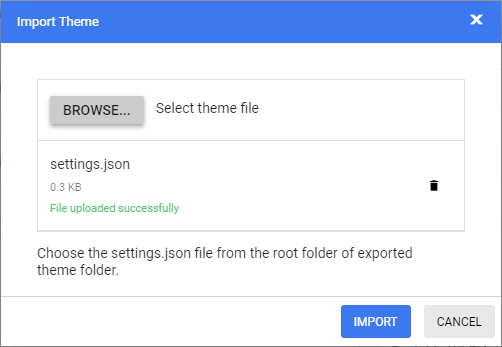 Import Theme
BROWSE... Select theme file
settings.json
0.3 KB
File uploaded successfully
Choose the settings.json file from the root folder of exported
theme folder.
IMPORT CANCEL